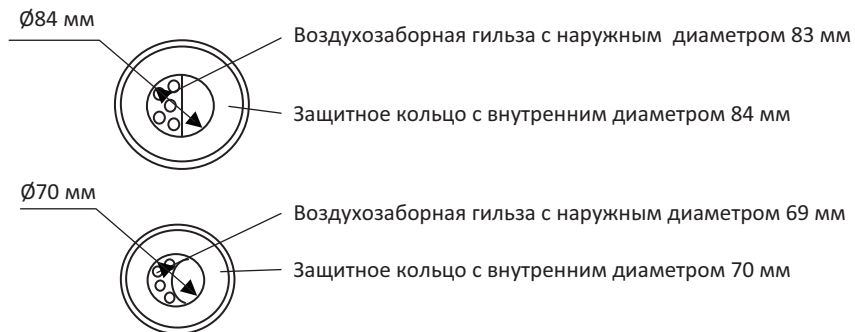 Ø84 мм
Воздухозаборная гильза с наружным диаметром 83 мм
Защитное кольцо с внутренним диаметром 84 мм
Ø70 мм
Воздухозаборная гильза с наружным диаметром 69 мм
Защитное кольцо с внутренним диаметром 70 мм